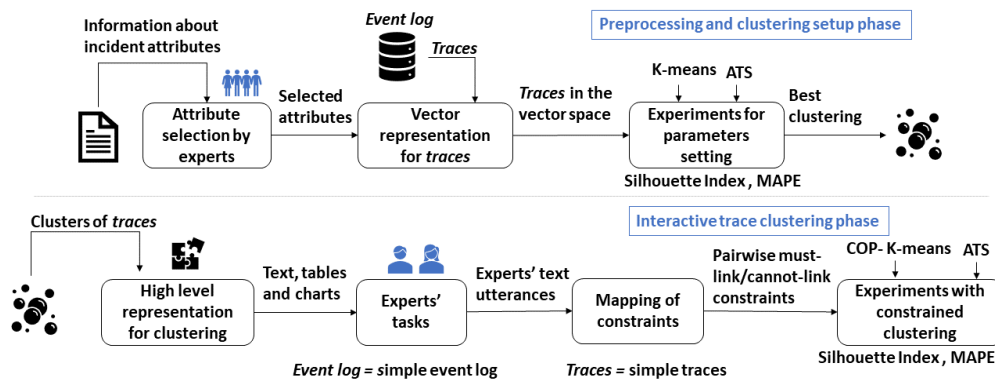 Information about
incident attributes
Event log
Traces
Preprocessing and clustering setup phase
Attribute
selection by
experts
Selected
attributes
Vector
representation
for traces
Traces in the
vector space
K-means
ATS
Experiments for
parameters
setting
Silhouette Index , MAPE
Best
clustering
Clusters of traces
Interactive trace clustering phase
High level
representation
for clustering
Text, tables
and charts
Experts'
tasks
Experts' text
utterances
Mapping of
constraints
Pairwise must-
link/cannot-link
constraints
COP- K-means
ATS
Experiments with
constrained
clustering
Silhouette Index , MAPE
Event log = simple event log
Traces = simple traces